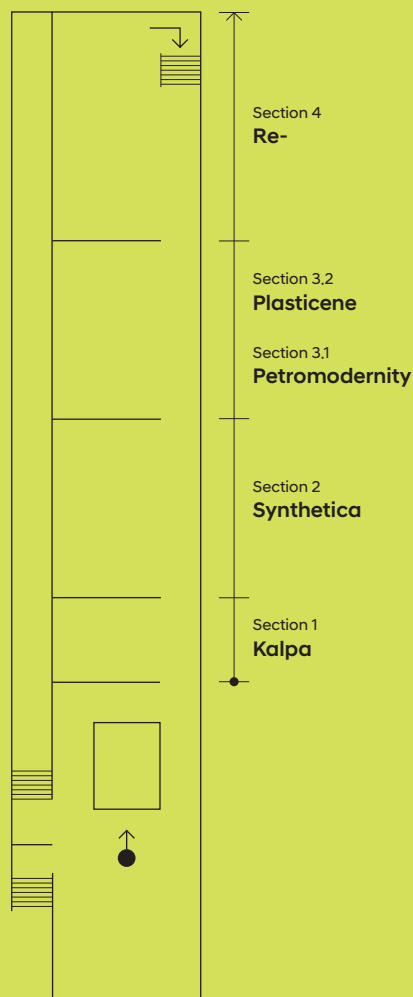 Section 4
Re-
Section 3.2
Plasticene
Section 3.1
Petromodernity
Section 2
Synthetica
Section 1
Kalpa